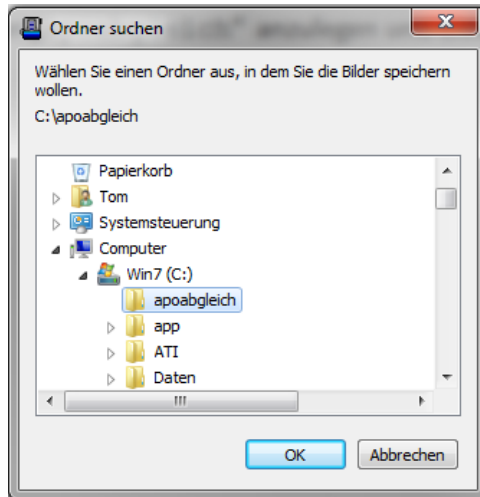 Ordner suchen
Wählen Sie einen Ordner aus, in dem Sie die Bilder speichern
wollen.
C:\apoabgleich
Papierkorb
Tom
Systemsteuerung
Computer
Win7 (C:)
apoabgleich
app
ATI
Daten
OK Abbrechen